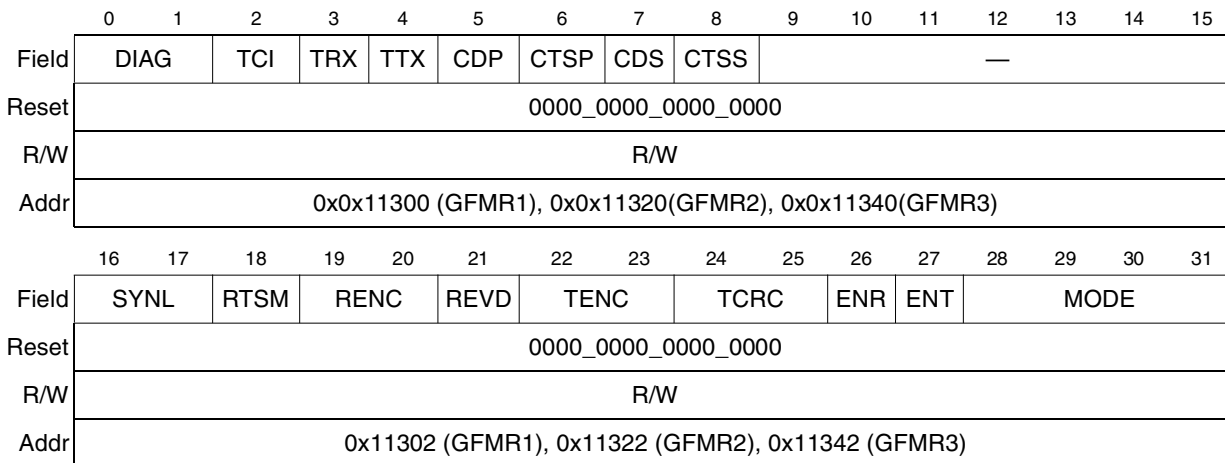 0 1 2 3 4 5 6 7 8 9 10 11 12 13 14 15
Field DIAG TCI TRX TTX CDP CTSP CDS CTSS —
Reset 0000_0000_0000_0000
R/W R/W
Addr 0x0x11300 (GFMR1), 0x0x11320(GFMR2), 0x0x11340(GFMR3)
16 17 18 19 20 21 22 23 24 25 26 27 28 29 30 31
Field SYNL RTSM RENC REVD TENC TCRC ENR ENT MODE
Reset 0000_0000_0000_0000
R/W R/W
Addr 0x11302 (GFMR1), 0x11322 (GFMR2), 0x11342 (GFMR3)